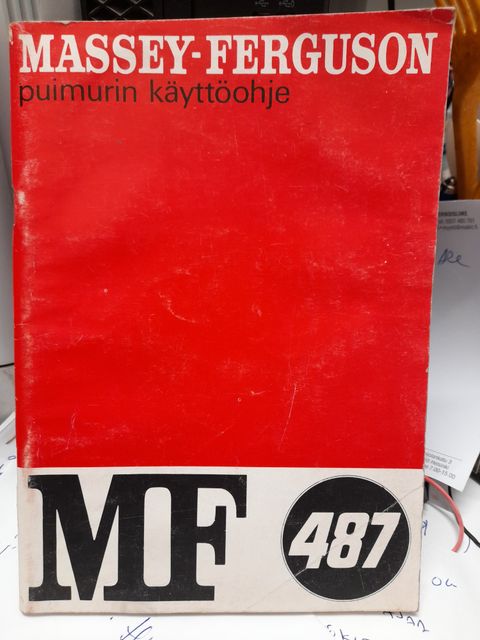 MASSEY-FERGUSON
puimurin käyttöohje
MF
487